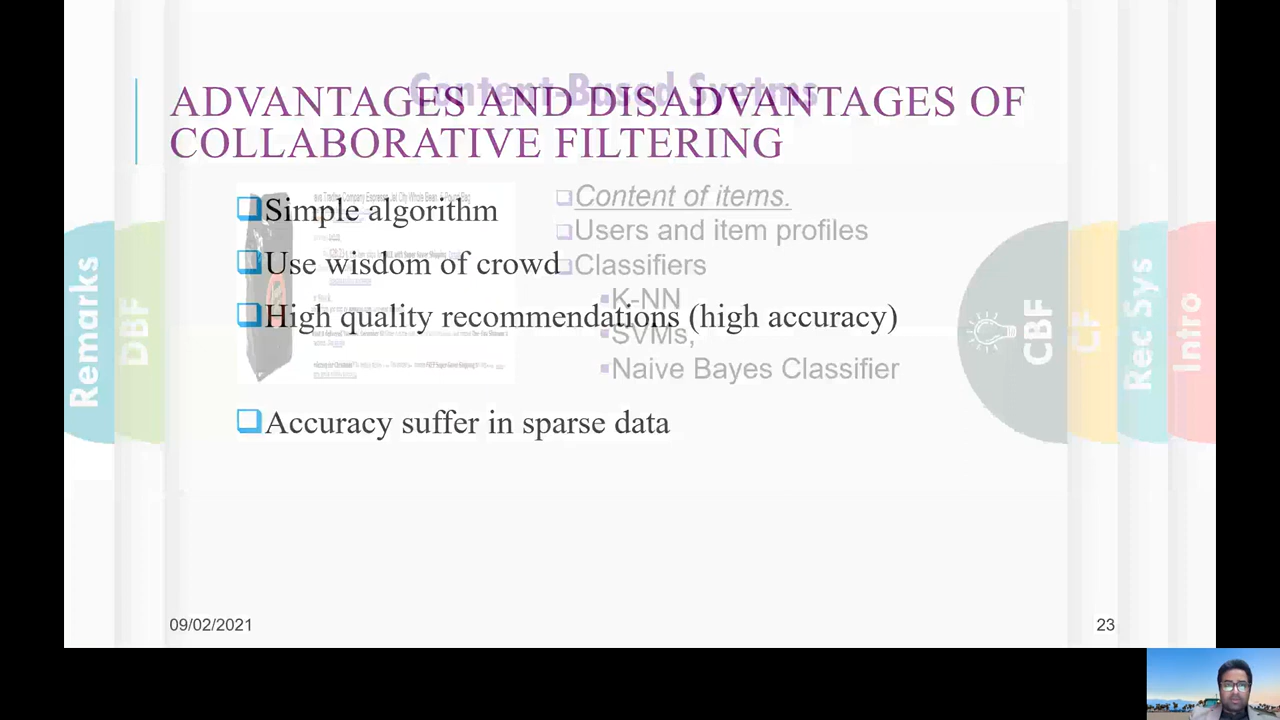 Content-Based Syetms
ADVANTAGES AND DISADVANTAGES OF
COLLABORATIVE FILTERING
Simple algorithm
Use wisdom of crowd
High quality recommendations (high accuracy)
Accuracy suffer in sparse data
Content of items.
Users and item profiles
Classifiers
K-NN
SVMs,
Naive Bayes Classifier
Remarks
DBF
CBF
CF
Rec Sys
Intro
09/02/2021
23